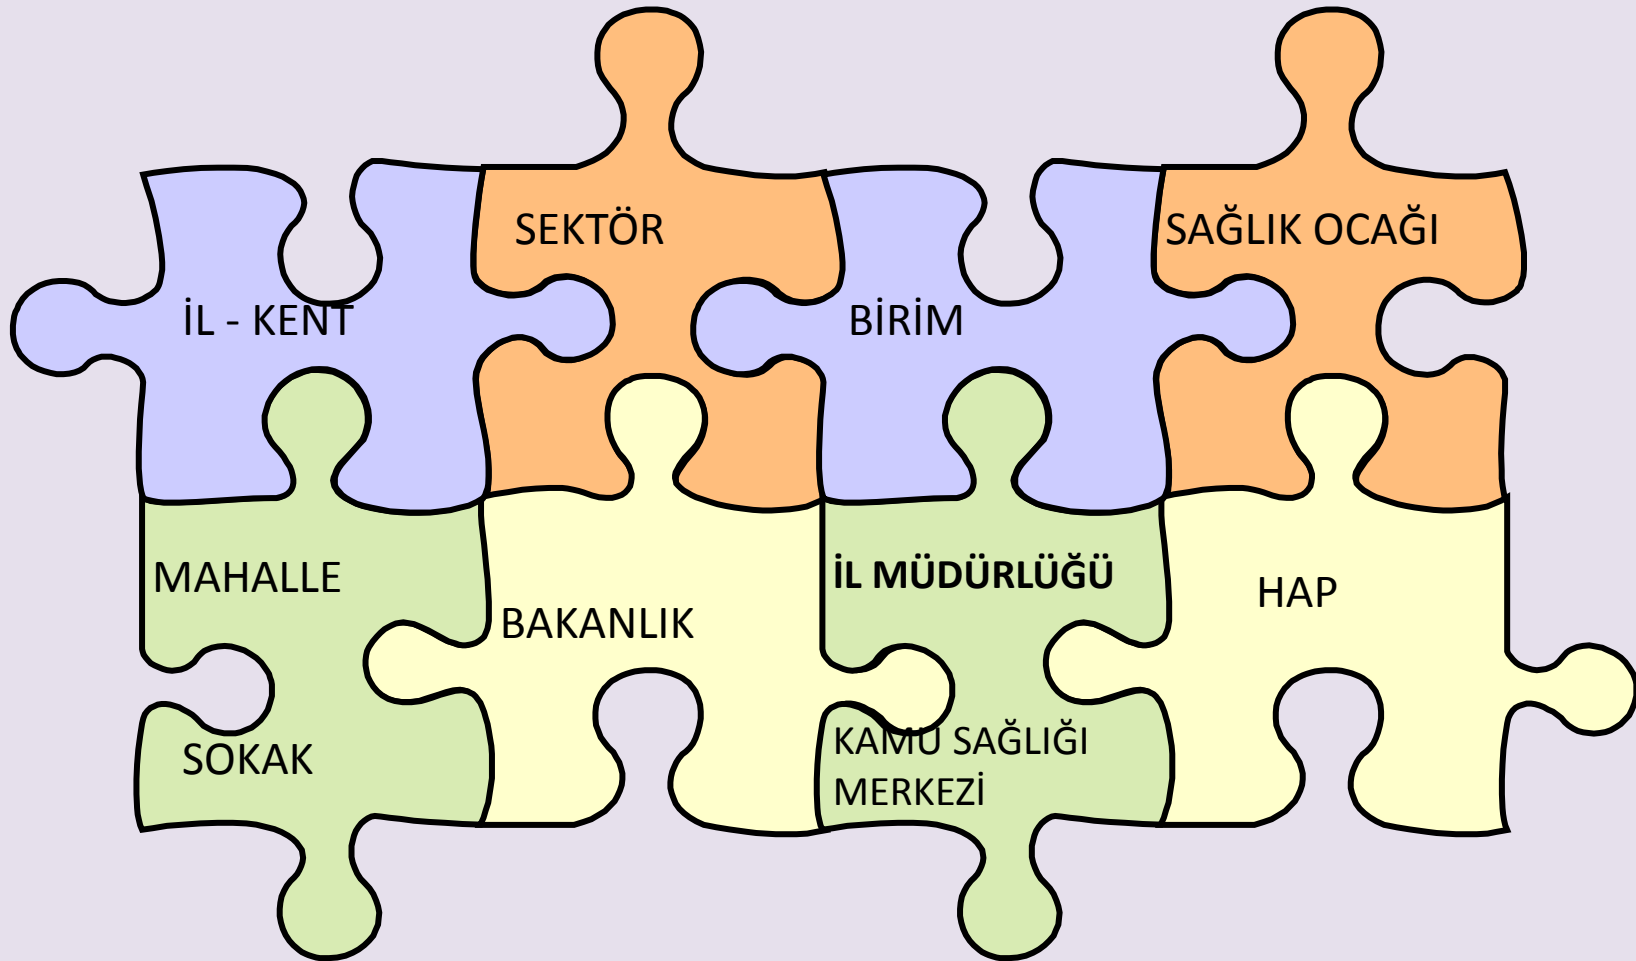 SEKTÖR
SAĞLIK OCAĞI
İL - KENT
BİRİM
MAHALLE
BAKANLIK
İL MÜDÜRLÜĞÜ
HAP
SOKAK
KAMU SAĞLIĞI
MERKEZİ